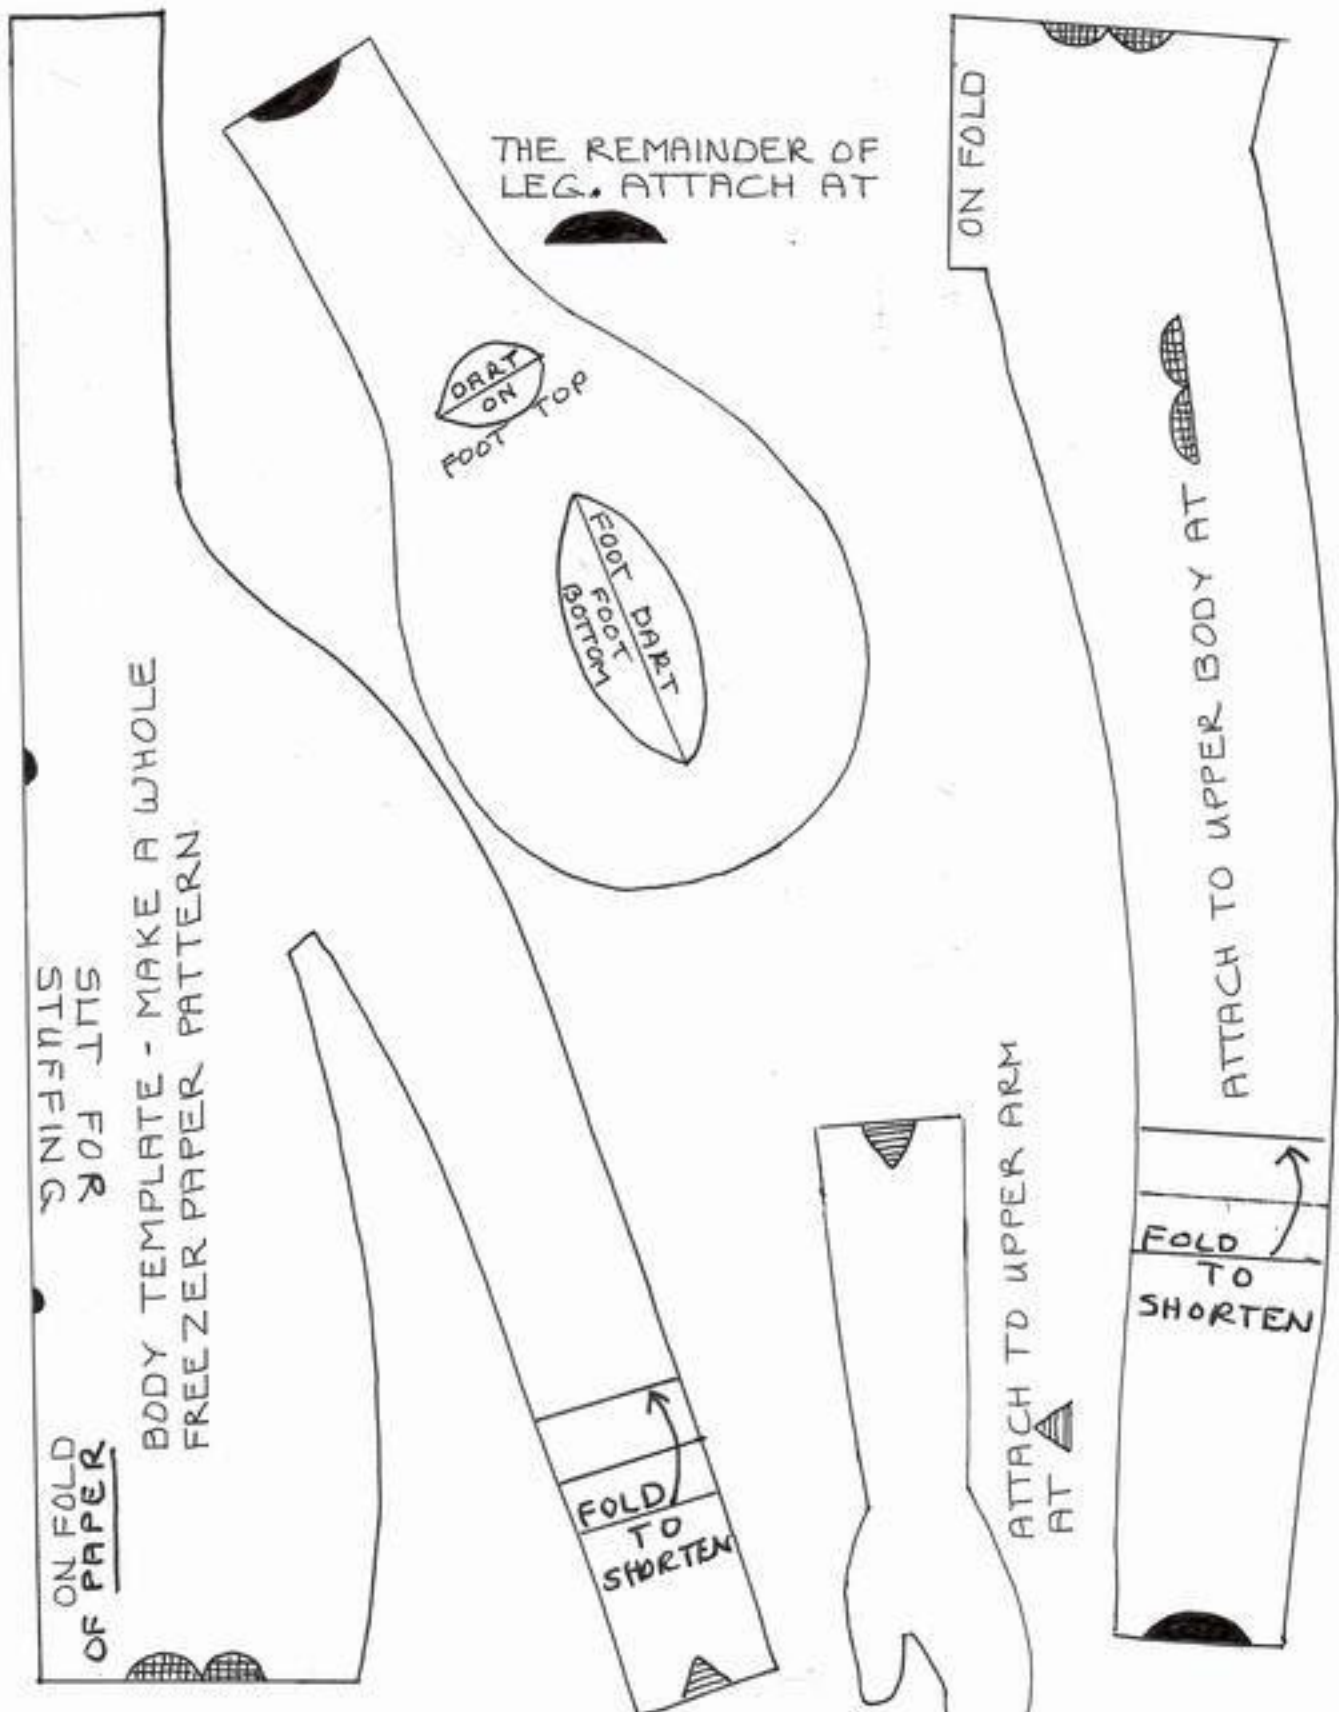 THE REMAINDER OF
LEG. ATTACH AT
ON FOLD
DART
ON
FOOT TOP
FOOT DART
FOOT
BOTTOM
ATTACH TO UPPER BODY AT
BODY TEMPLATE - MAKE A WHOLE
FREEZER PAPER PATTERN.
SLIT FOR
STUFFING
ON FOLD
OF PAPER
FOLD
TO
SHORTEN
ATTACH TO UPPER ARM
AT
FOLD
TO
SHORTEN